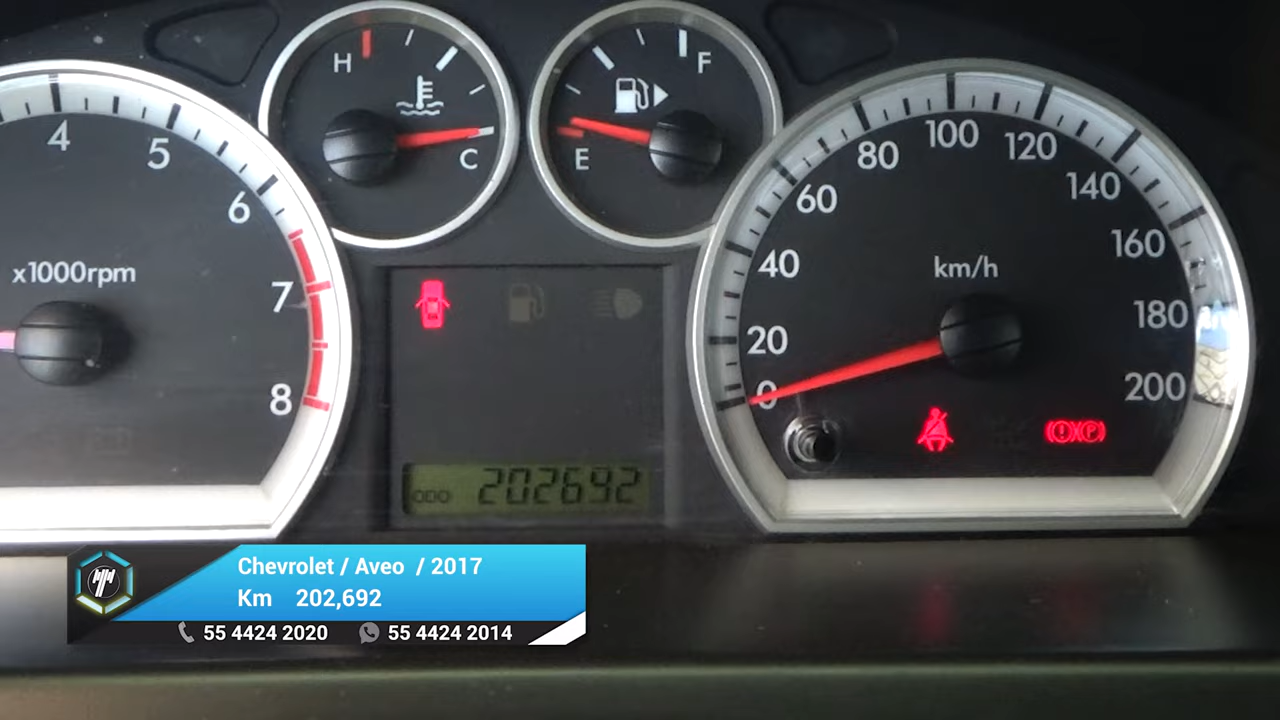 H
C
F
E
4
5
6
7
8
x1000rpm
0
20
40
60
80
100
120
140
160
180
200
km/h
ODO 202692
Chevrolet / Aveo / 2017
Km 202,692
55 4424 2020 55 4424 2014